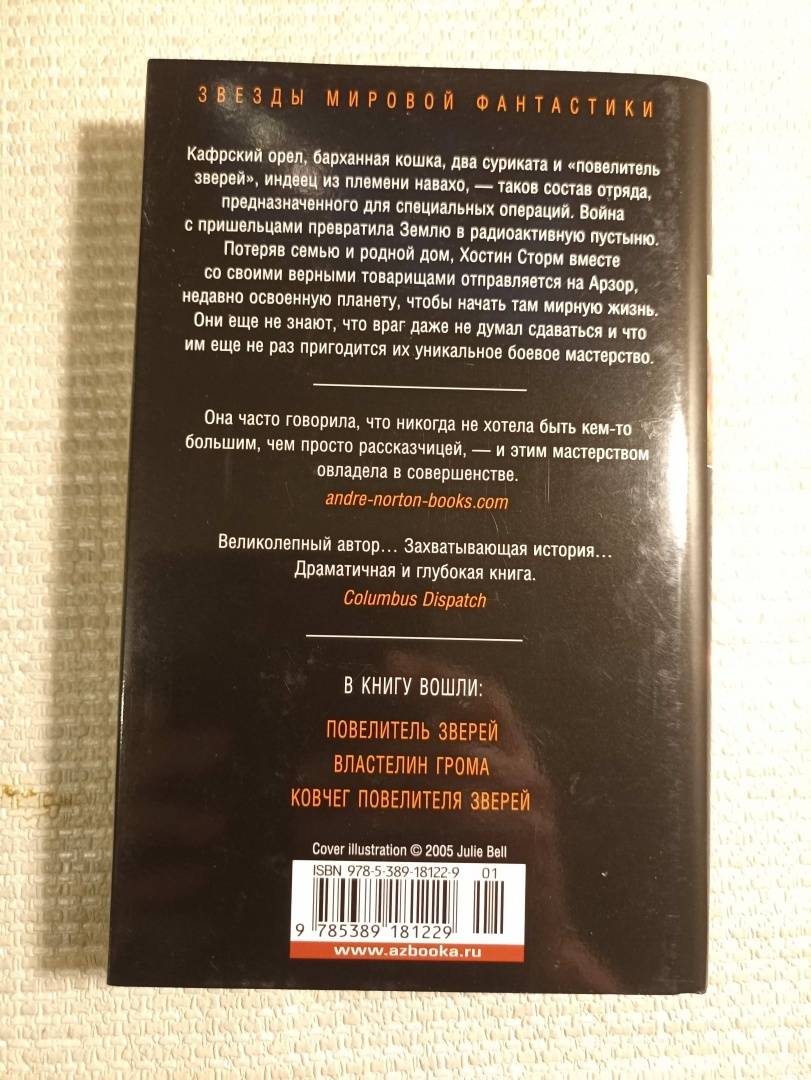 ЗВЕЗДЫ МИРОВОЙ ФАНТАСТИКИ
Кафрский орел, барханная кошка, два суриката и «повелитель
зверей», индеец из племени навахо, — таков состав отряда,
предназначенного для специальных операций. Война
с пришельцами превратила Землю в радиоактивную пустыню.
Потеряв семью и родной дом, Хостин Сторм вместе
со своими верными товарищами отправляется на Арзор,
недавно освоенную планету, чтобы начать там мирную жизнь.
Они еще не знают, что враг даже не думал сдаваться и что
им еще не раз пригодится их уникальное боевое мастерство.
Она часто говорила, что никогда не хотела быть кем-то
большим, чем просто рассказчицей, — и этим мастерством
овладела в совершенстве.
andre-norton-books.com
Великолепный автор... Захватывающая история...
Драматичная и глубокая книга.
Columbus Dispatch
В КНИГУ ВОШЛИ:
ПОВЕЛИТЕЛЬ ЗВЕРЕЙ
ВЛАСТЕЛИН ГРОМА
КОВЧЕГ ПОВЕЛИТЕЛЯ ЗВЕРЕЙ
Cover illustration © 2005 Julie Bell
ISBN 978-5-389-18122-9 01
9 785389 181229
www.azbooka.ru